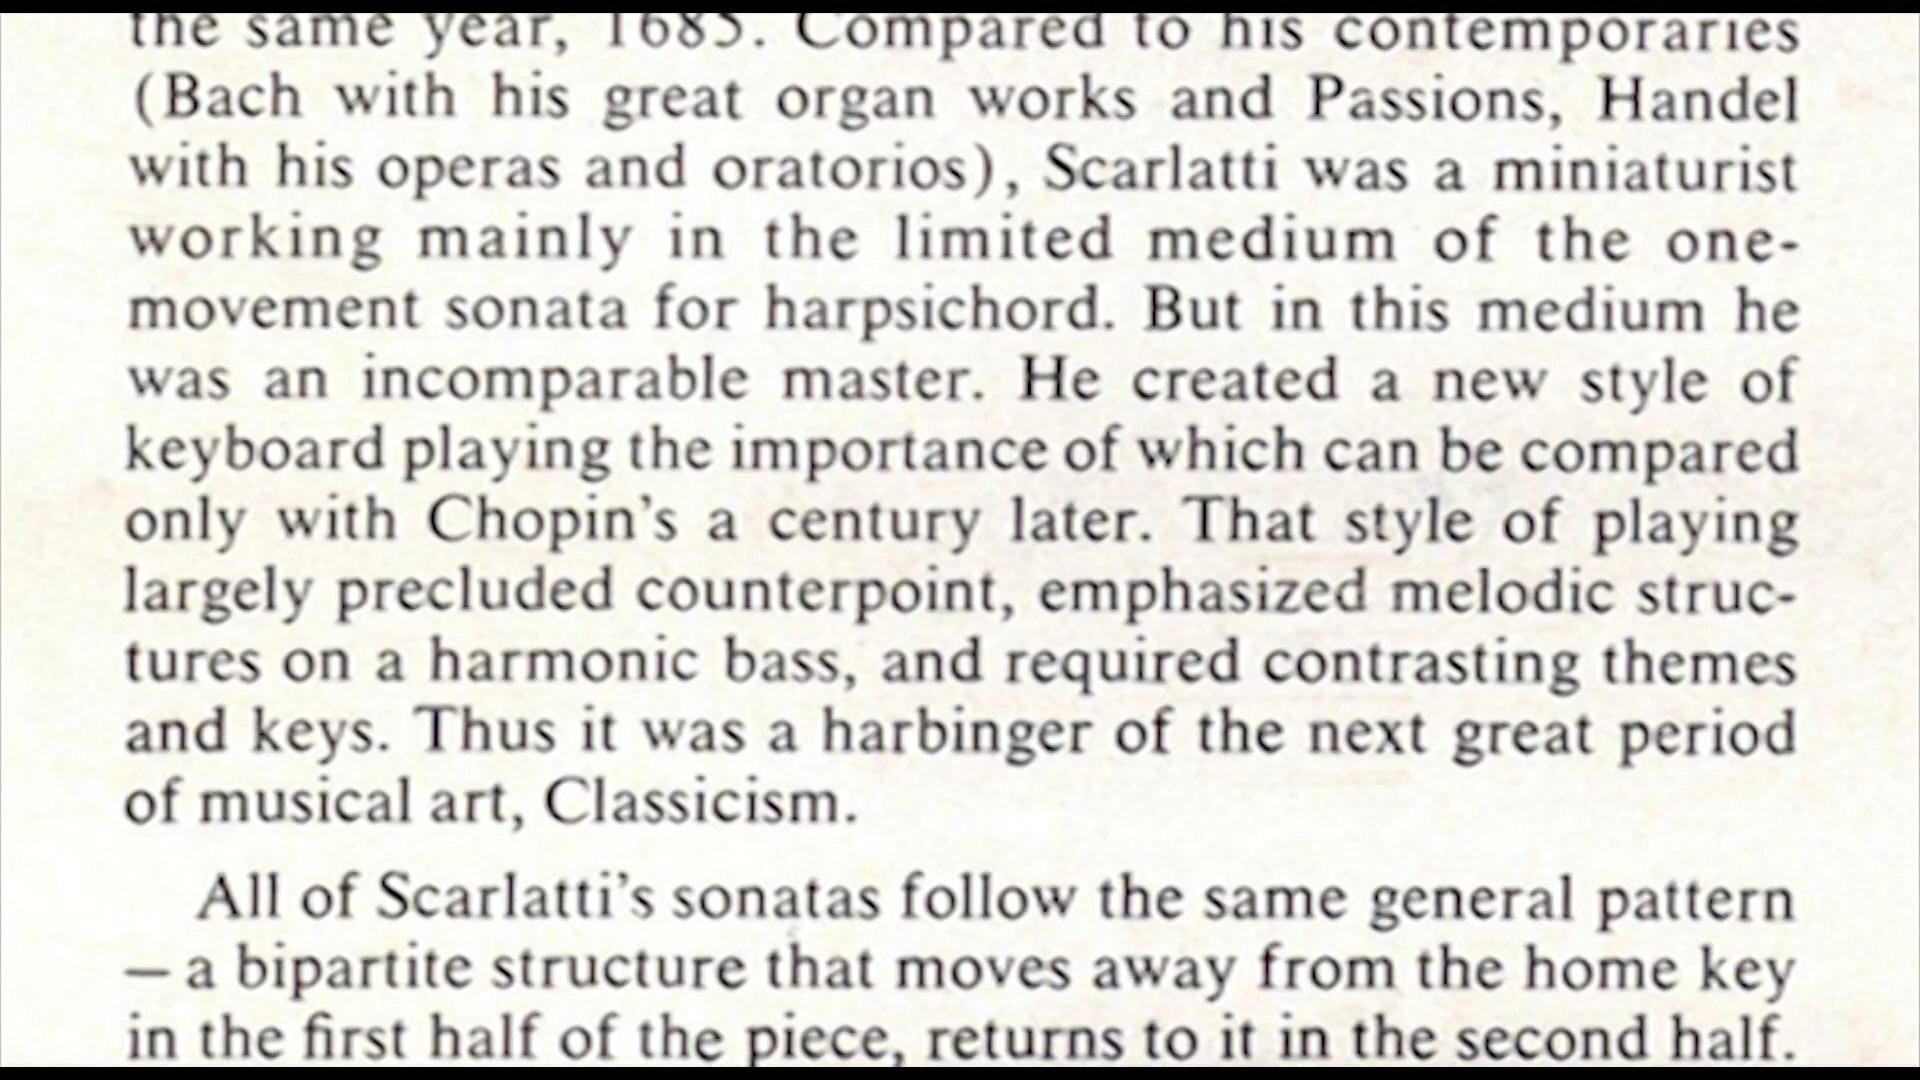 the same year, 1685. Compared to his contemporaries
(Bach with his great organ works and Passions, Handel
with his operas and oratorios), Scarlatti was a miniaturist
working mainly in the limited medium of the one-
movement sonata for harpsichord. But in this medium he
was an incomparable master. He created a new style of
keyboard playing the importance of which can be compared
only with Chopin's a century later. That style of playing
largely precluded counterpoint, emphasized melodic struc-
tures on a harmonic bass, and required contrasting themes
and keys. Thus it was a harbinger of the next great period
of musical art, Classicism.
All of Scarlatti's sonatas follow the same general pattern
— a bipartite structure that moves away from the home key
in the first half of the piece, returns to it in the second half.